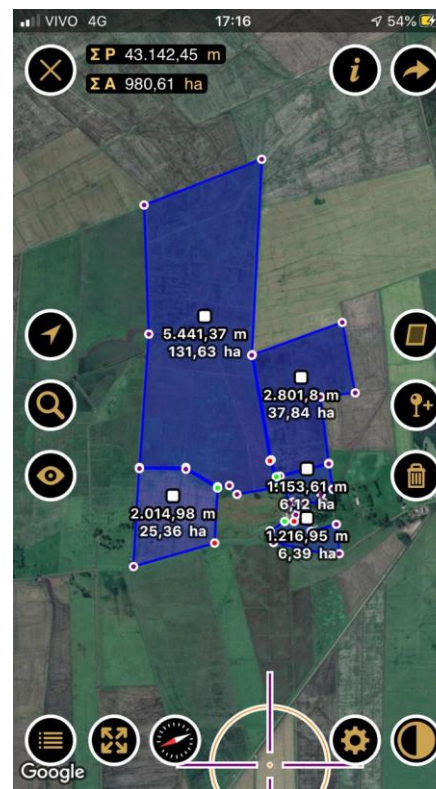 VIVO 4G 17:16 54%
Σ P 43.142,45 m
Σ A 980,61 ha
i
5.441,37 m
131,63 ha
2.801,8 m
37,84 ha
1.153,61 m
6,12 ha
2.014,98 m
25,36 ha
1.216,95 m
6,39 ha
Google